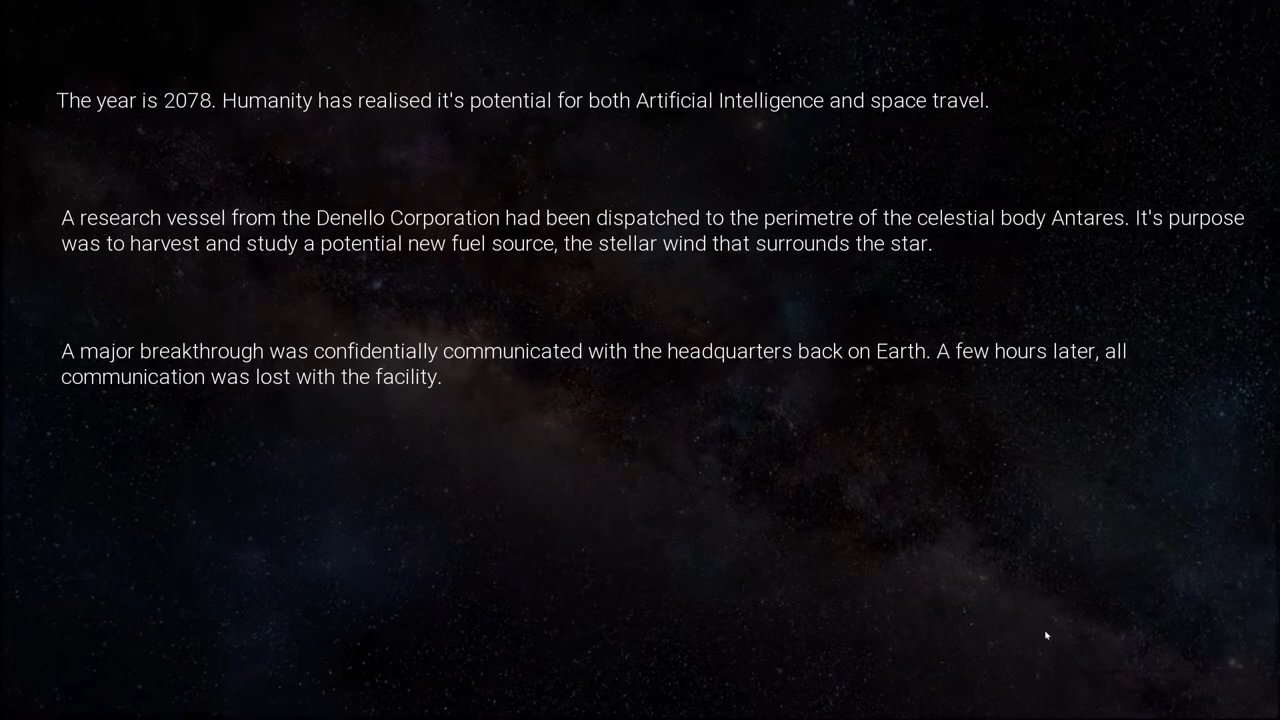 The year is 2078. Humanity has realised it's potential for both Artificial Intelligence and space travel.
A research vessel from the Denello Corporation had been dispatched to the perimetre of the celestial body Antares. It's purpose
was to harvest and study a potential new fuel source, the stellar wind that surrounds the star.
A major breakthrough was confidentially communicated with the headquarters back on Earth. A few hours later, all
communication was lost with the facility.